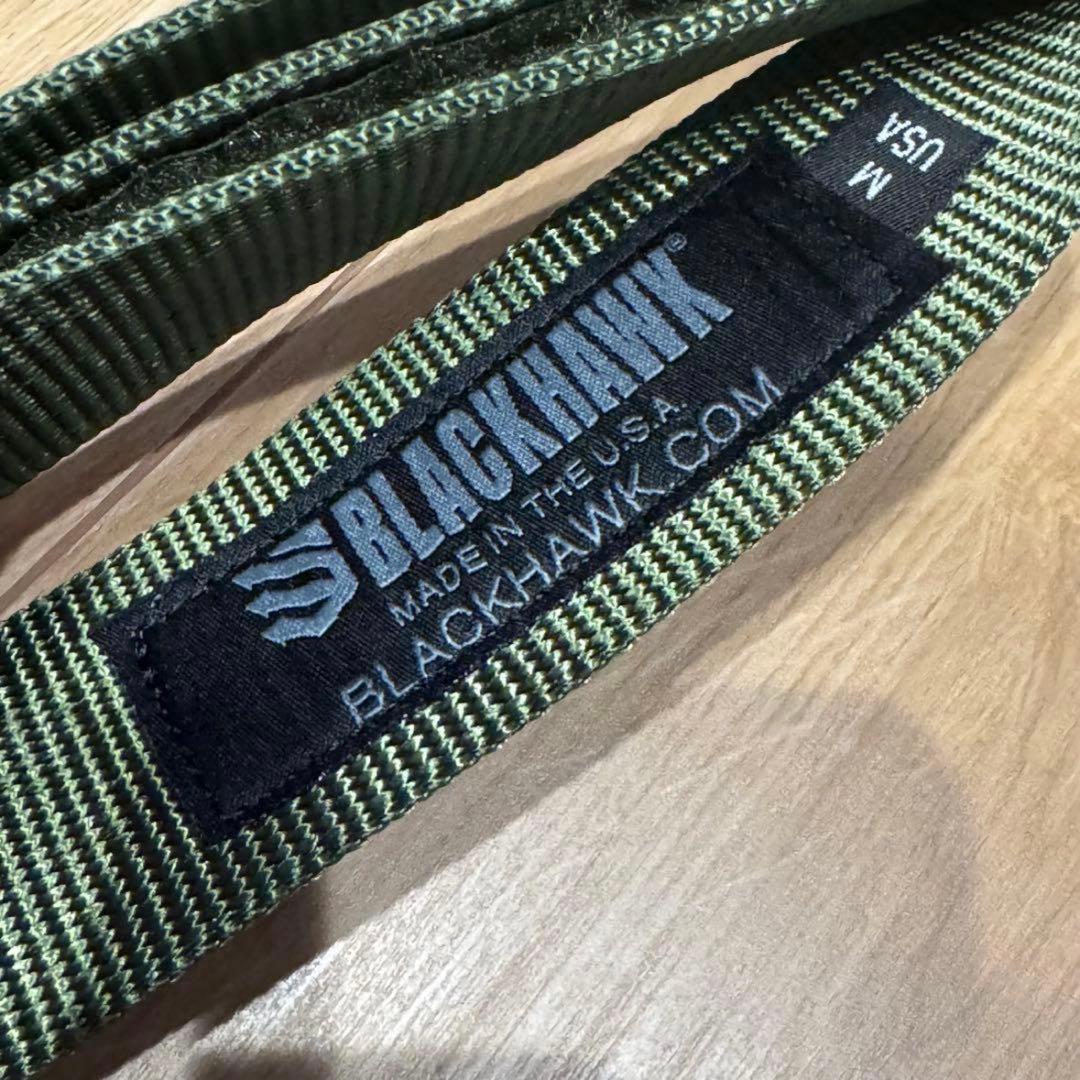 BLACKHAWK®
MADE IN THE U.S.A.
BLACKHAWK.COM
M
USA